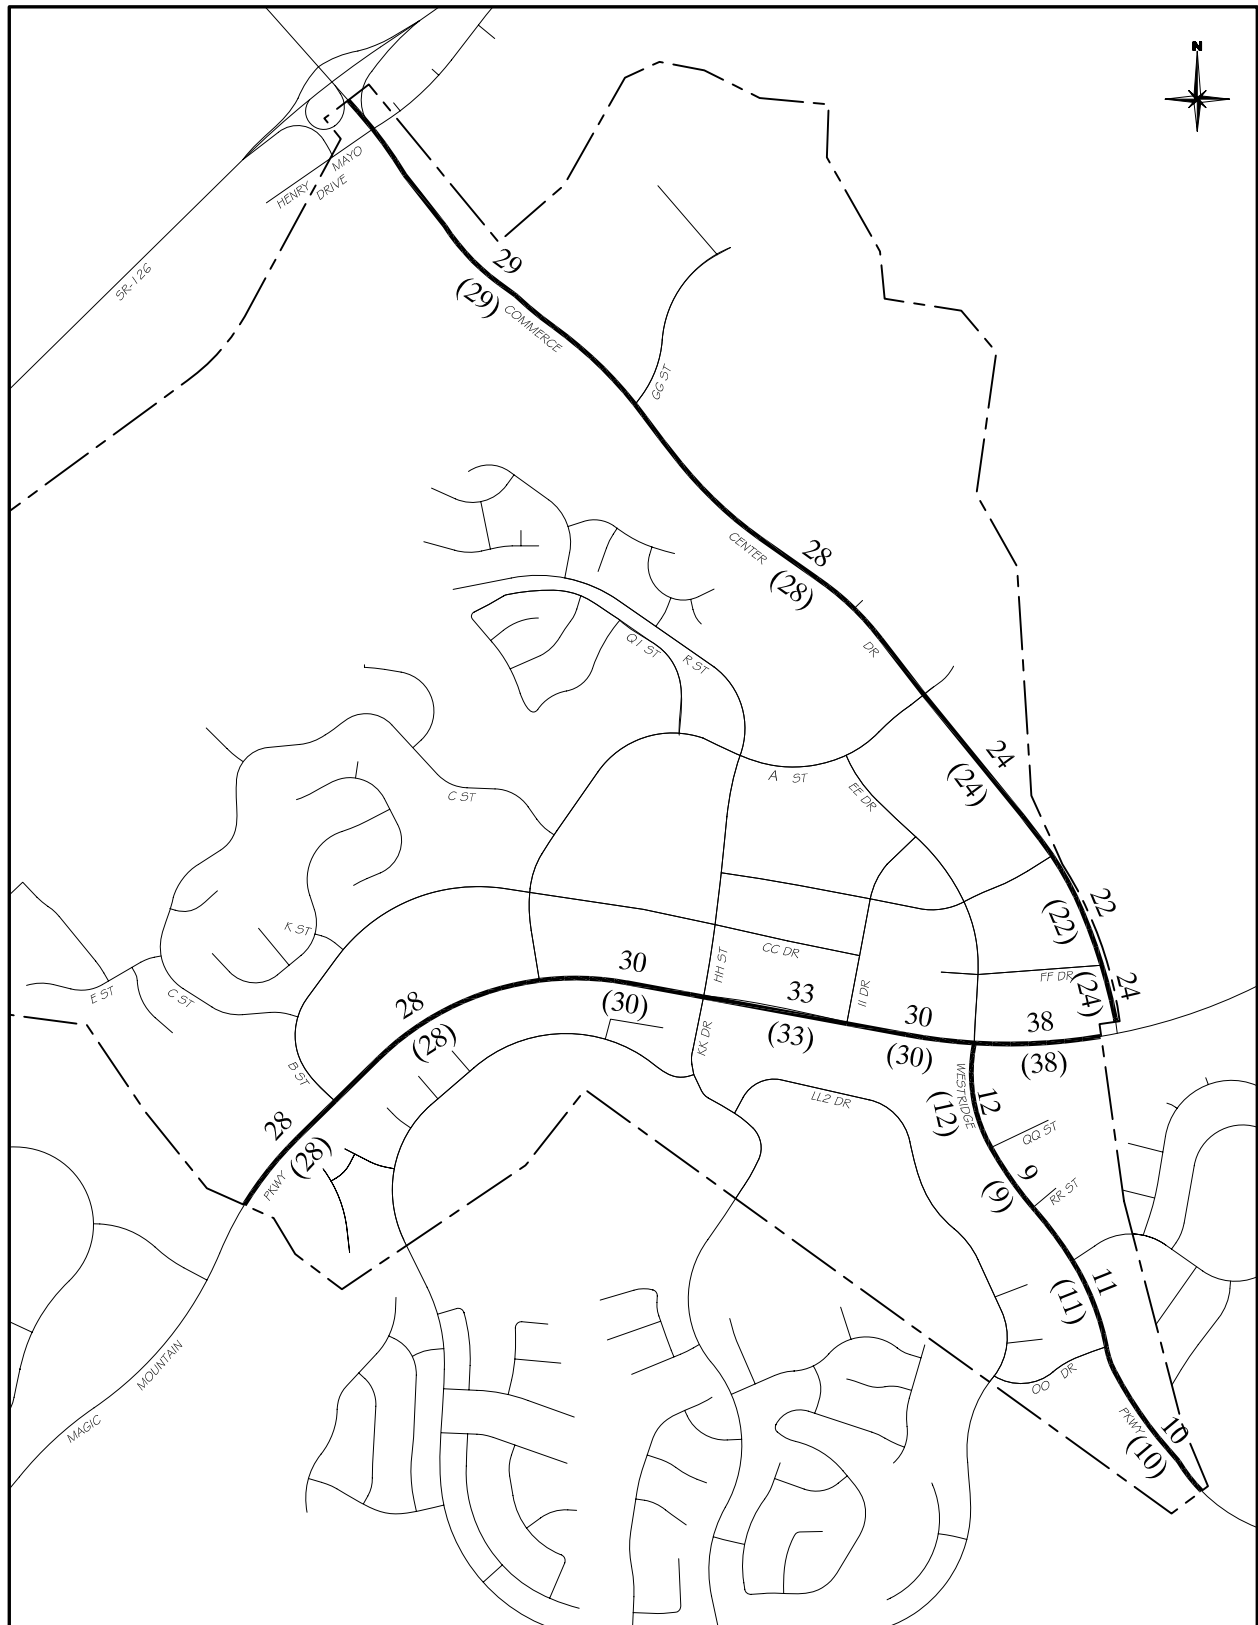 N
HENRY MAYO
DRIVE
SR-126
29
(29)
COMMERCE
GG ST
28
CENTER
(28)
DR
Q1 ST
R ST
24
(24)
A ST
EE DR
C ST
22
(22)
K ST
CC DR
HH ST
30
(30)
33
(33)
II DR
FF DR
24
(24)
E ST
C ST
28
(28)
30
(30)
38
(38)
KK DR
B ST
LL2 DR
WESTRIDGE
12
(12)
QQ ST
28
(28)
PKWY
9
(9)
RR ST
11
(11)
MOUNTAIN
MAGIC
OO DR
PKWY
10
(10)